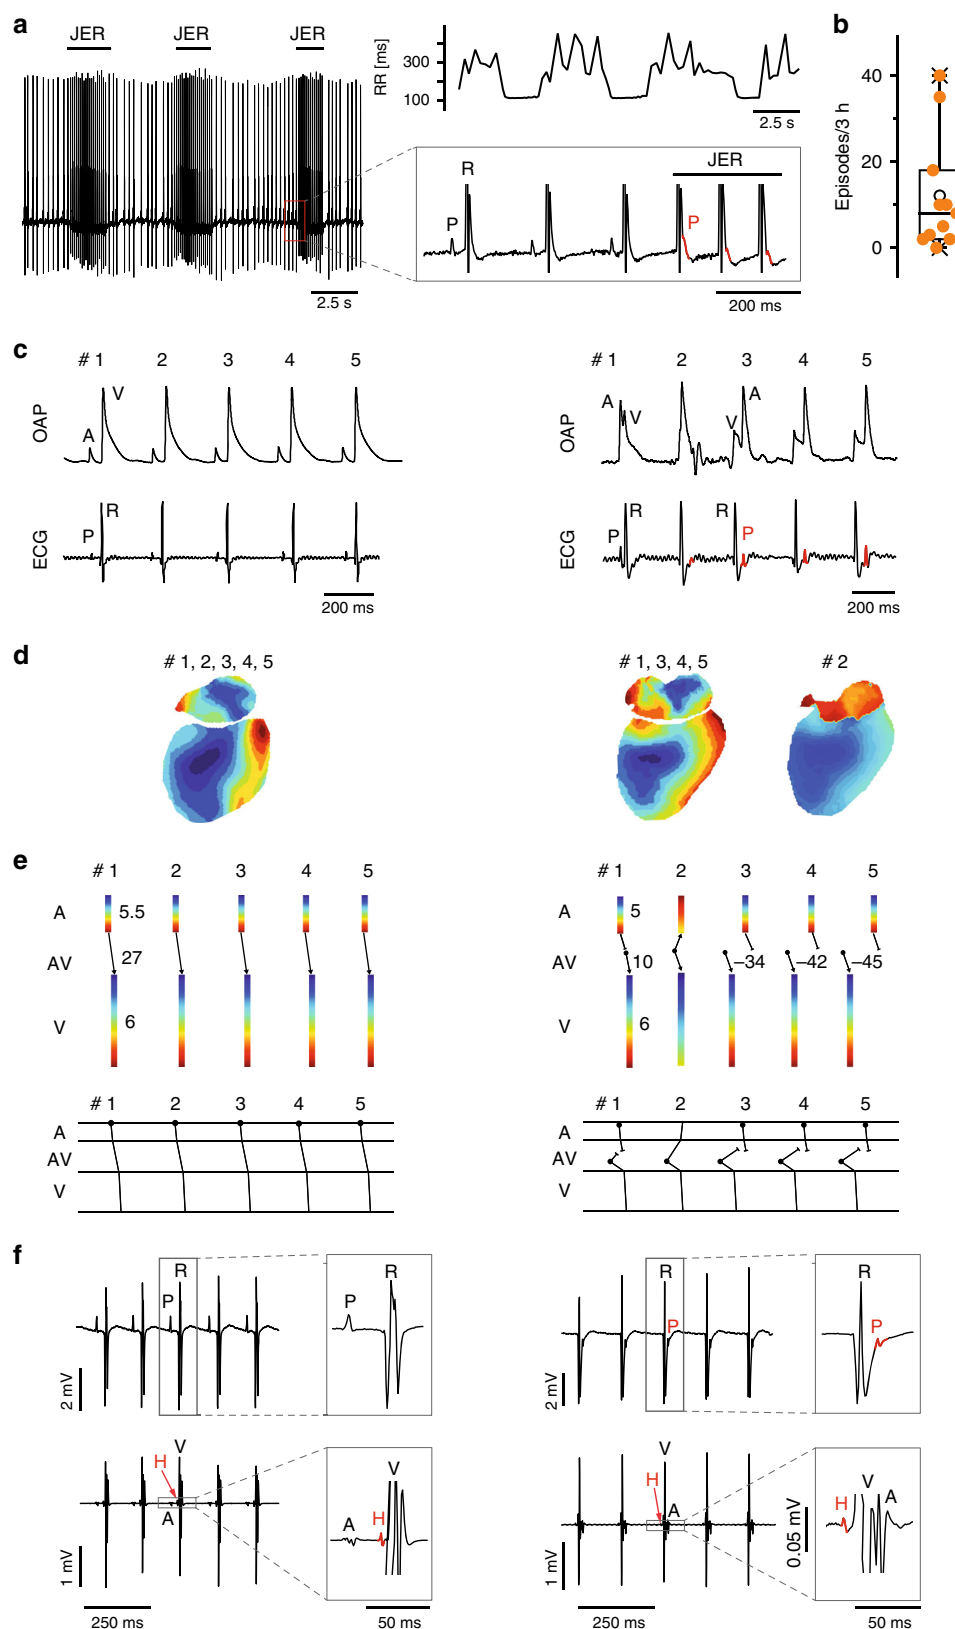 a
JER JER JER
2.5 s
RR [ms]
300
100
2.5 s
R
P
JER
P
200 ms
b
Episodes/3 h
40
20
0
c
# 1 2 3 4 5
OAP
A
V
ECG
P
R
200 ms
# 1 2 3 4 5
OAP
A
V
V
A
ECG
P
R
R
P
200 ms
d
# 1, 2, 3, 4, 5
# 1, 3, 4, 5
# 2
e
# 1 2 3 4 5
A 5.5
AV 27
V 6
# 1 2 3 4 5
A 5
AV 10 –34 –42 –45
V 6
# 1 2 3 4 5
A
AV
V
# 1 2 3 4 5
A
AV
V
f
R
P
2 mV
R
P
V
H
A
1 mV
250 ms
V
A
H
50 ms
R
P
2 mV
R
P
V
H
A
1 mV
250 ms
0.05 mV
H
V
A
50 ms